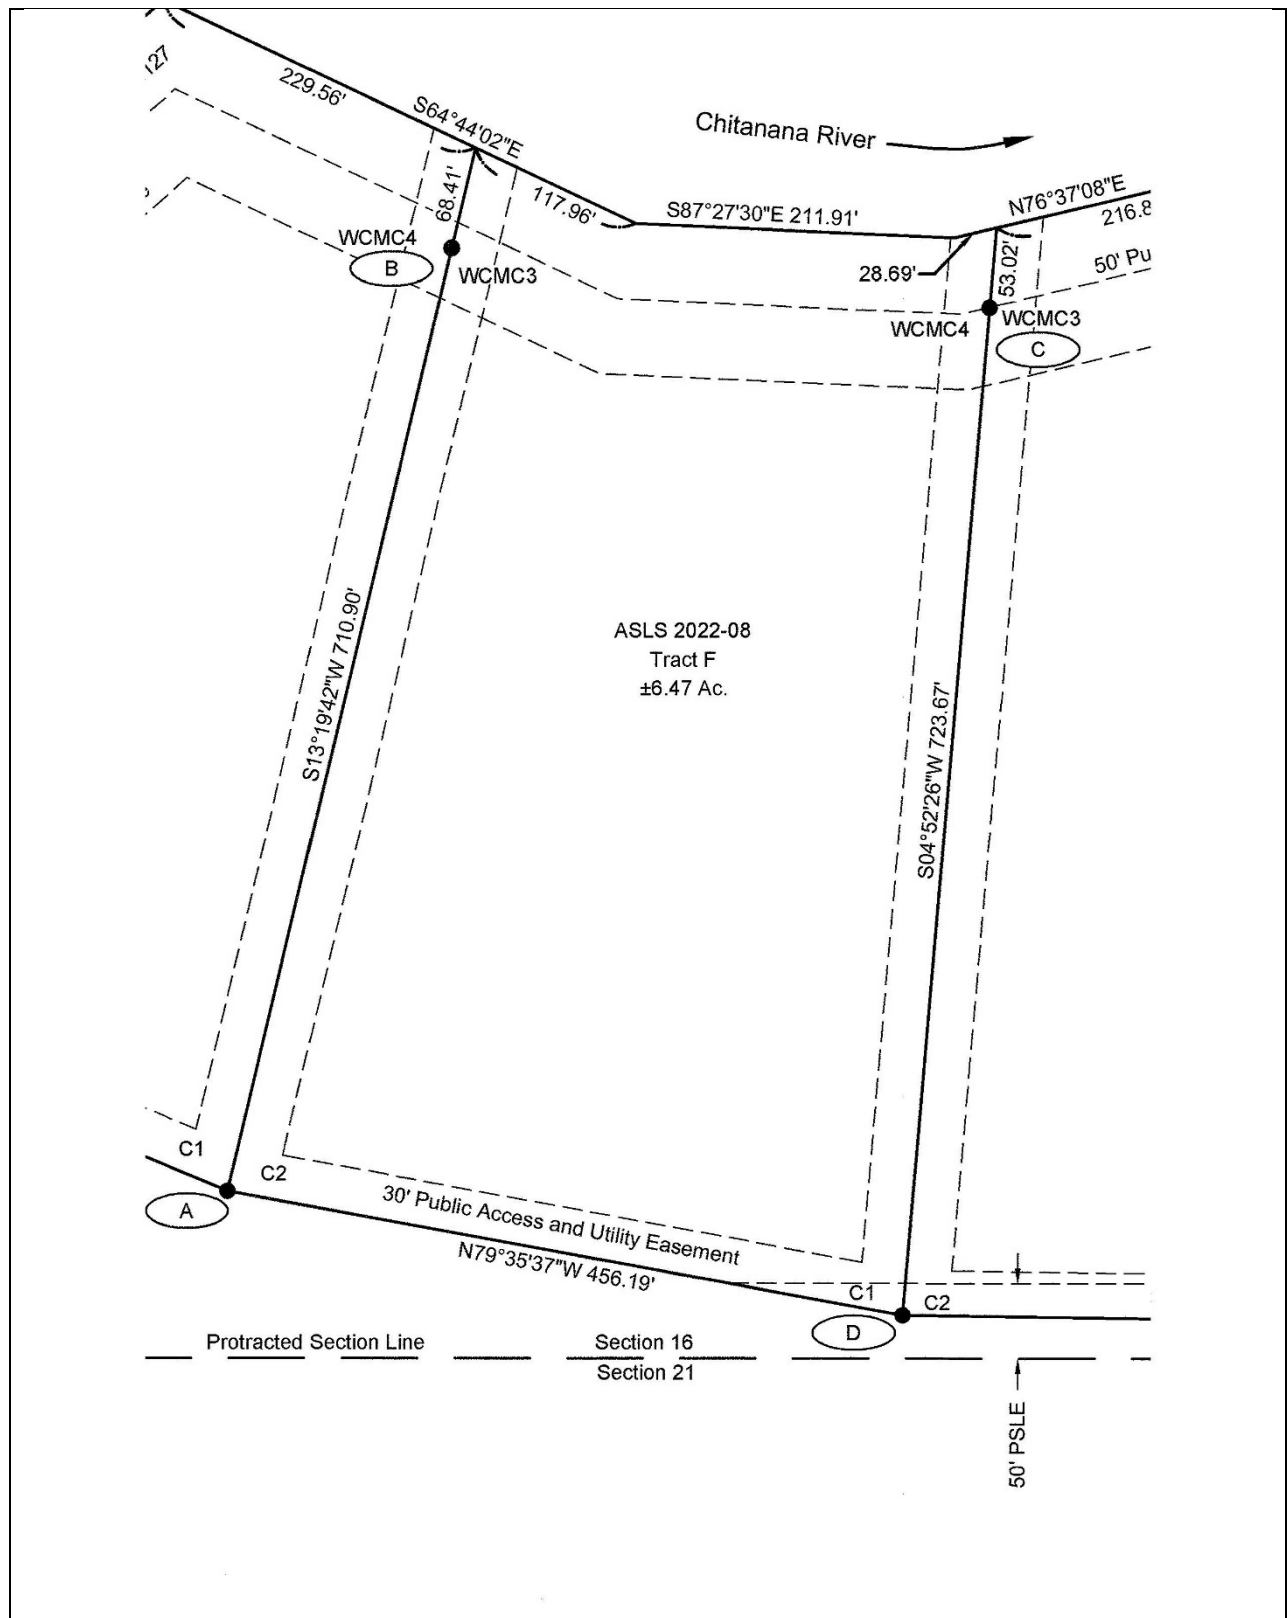 127
229.56'
S64°44'02"E
Chitanana River
68.41'
117.96'
S87°27'30"E 211.91'
N76°37'08"E
216.8
WCMC4
B
WCMC3
28.69'
53.02'
50' Pu
WCMC4
WCMC3
C
S13°19'42"W 710.90'
ASLS 2022-08
Tract F
±6.47 Ac.
S04°52'26"W 723.67'
C1
C2
A
30' Public Access and Utility Easement
N79°35'37"W 456.19'
C1
C2
D
Protracted Section Line
Section 16
Section 21
50' PSLE